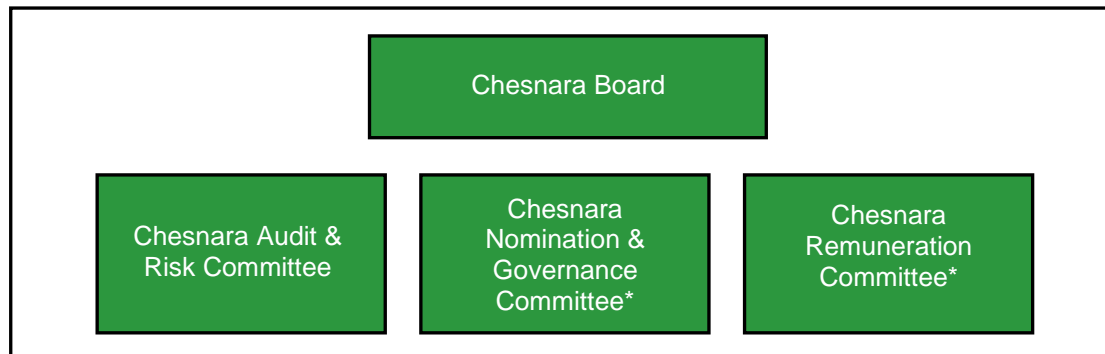 Chesnara Board
Chesnara Audit &
Risk Committee
Chesnara
Nomination &
Governance
Committee*
Chesnara
Remuneration
Committee*